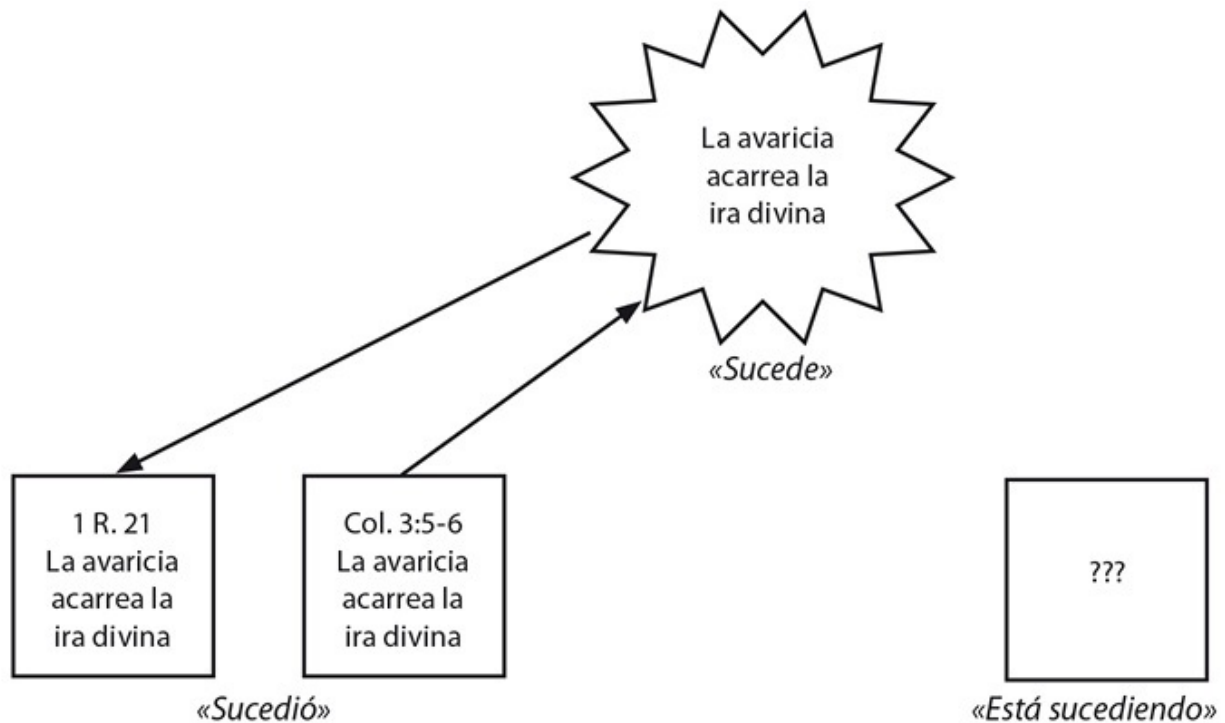 La avaricia
acarrea la
ira divina
«Sucede»
1 R. 21
La avaricia
acarrea la
ira divina
Col. 3:5-6
La avaricia
acarrea la
ira divina
???
«Sucedió»
«Está sucediendo»